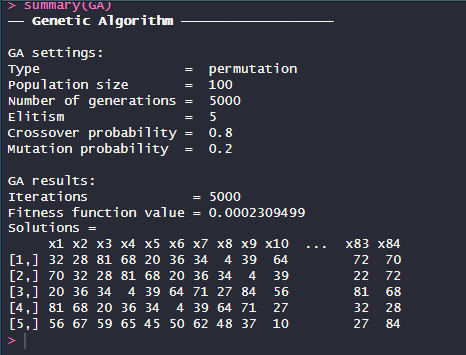 > summary(GA)
── Genetic Algorithm ───────────────────
GA settings:
Type                  =  permutation
Population size       =  100
Number of generations =  5000
Elitism               =  5
Crossover probability =  0.8
Mutation probability  =  0.2
GA results:
Iterations             = 5000
Fitness function value = 0.0002309499
Solutions =
     x1 x2 x3 x4 x5 x6 x7 x8 x9 x10  ...  x83 x84
[1,] 32 28 81 68 20 36 34  4 39  64        72  70
[2,] 70 32 28 81 68 20 36 34  4  39        22  72
[3,] 20 36 34  4 39 64 71 27 84  56        81  68
[4,] 81 68 20 36 34  4 39 64 71  27        32  28
[5,] 56 67 59 65 45 50 62 48 37  10        27  84
>